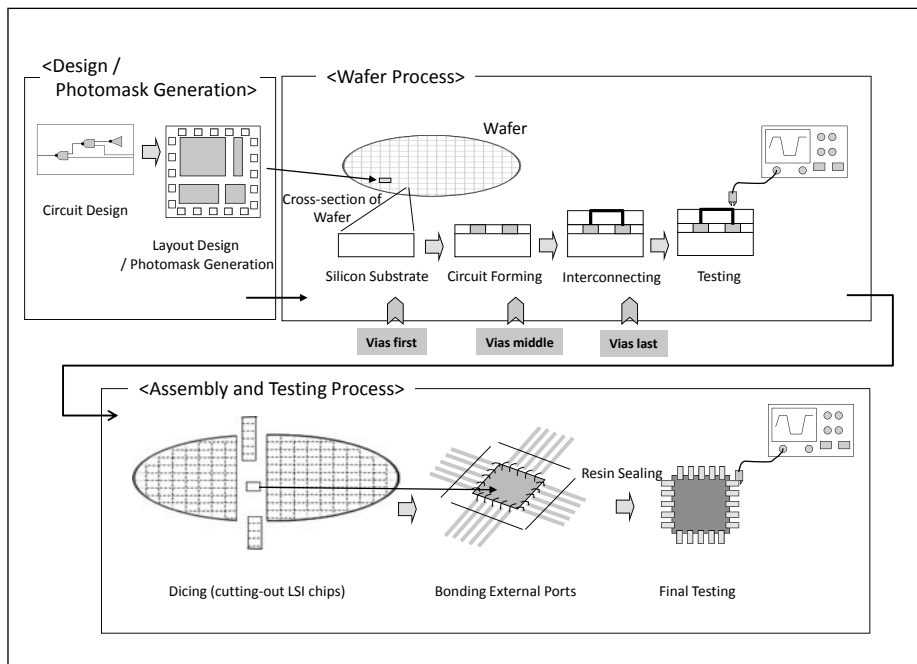 <Design /
Photomask Generation>
<Wafer Process>
Wafer
Cross-section of
Wafer
Circuit Design
Layout Design
/ Photomask Generation
Silicon Substrate
Circuit Forming
Interconnecting
Testing
Vias first
Vias middle
Vias last
<Assembly and Testing Process>
Resin Sealing
Dicing (cutting-out LSI chips)
Bonding External Ports
Final Testing